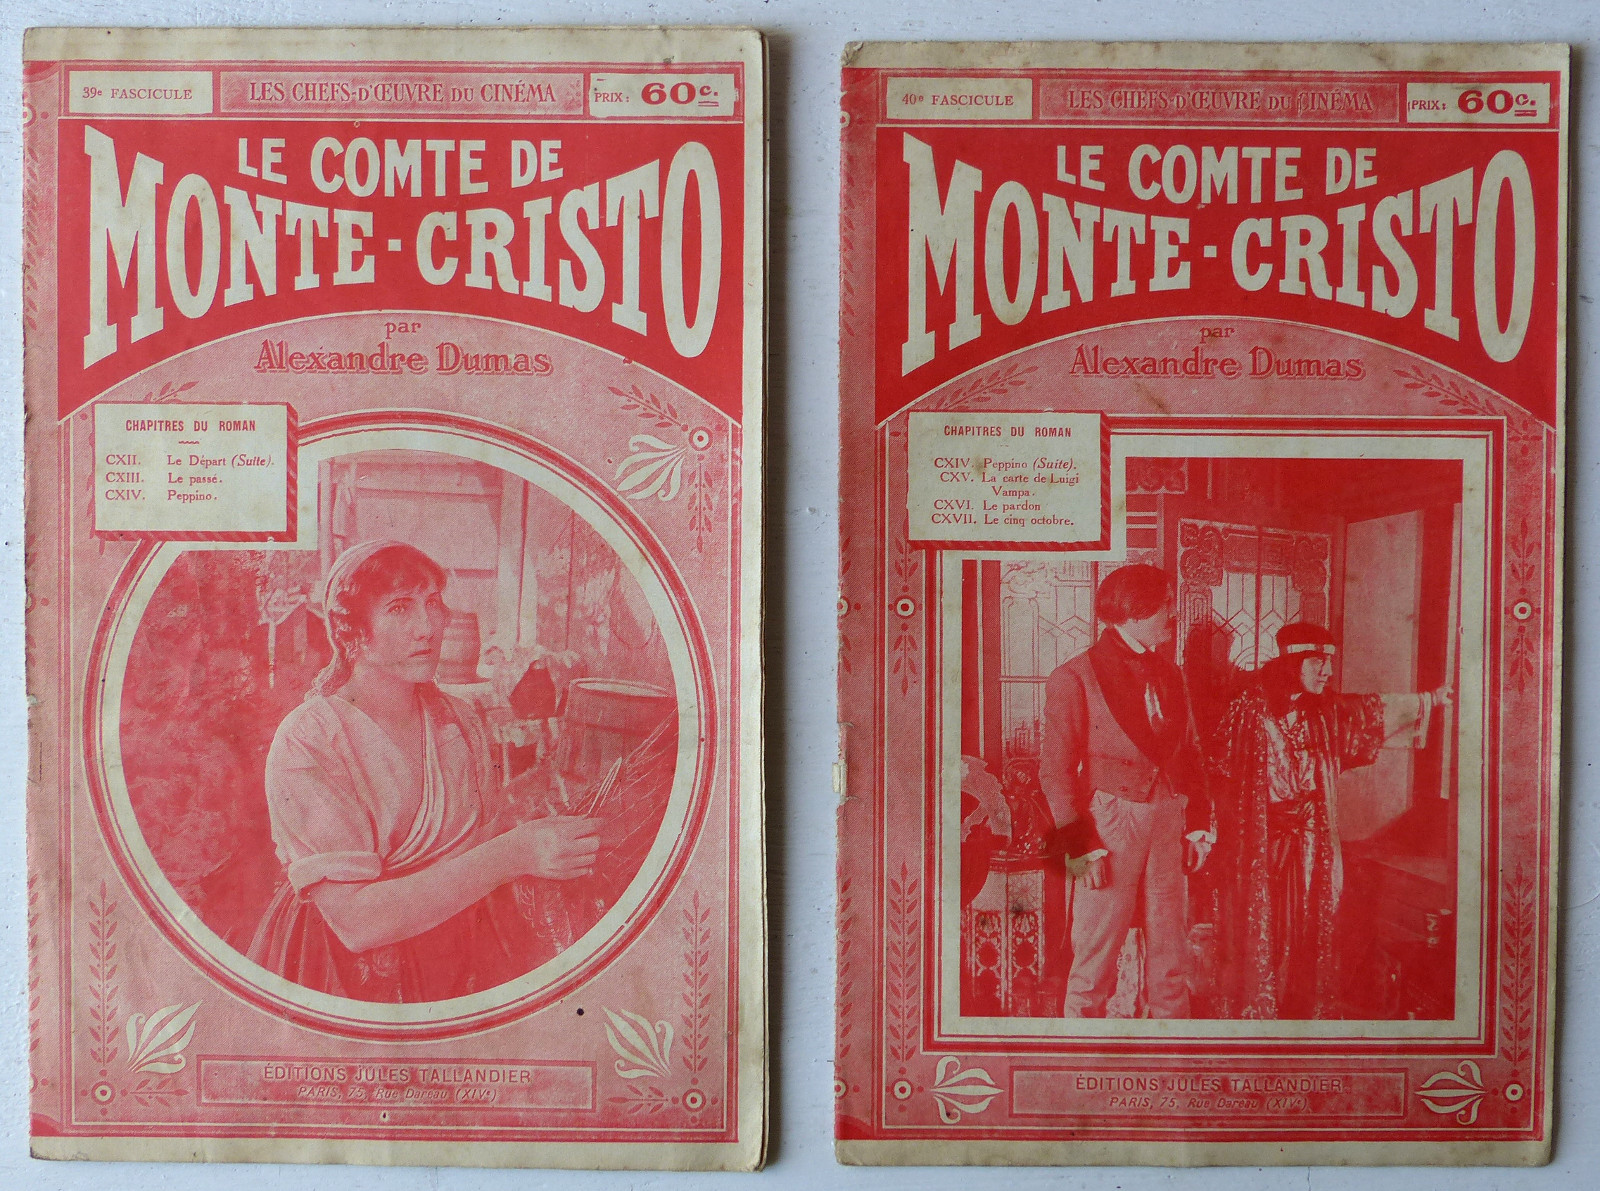 39e FASCICULE
LES CHEFS-D'ŒUVRE DU CINÉMA
PRIX: 60c.
LE COMTE DE
MONTE-CRISTO
par
Alexandre Dumas
CHAPITRES DU ROMAN
CXII. Le Départ (Suite).
CXIII. Le passé.
CXIV. Peppino.
ÉDITIONS JULES TALLANDIER
PARIS, 75, Rue Dareau (XIVe)
40e FASCICULE
LES CHEFS-D'ŒUVRE DU CINÉMA
PRIX: 60c.
LE COMTE DE
MONTE-CRISTO
par
Alexandre Dumas
CHAPITRES DU ROMAN
CXIV. Peppino (Suite).
CXV. La carte de Luigi
Vampa.
CXVI. Le pardon
CXVII. Le cinq octobre.
ÉDITIONS JULES TALLANDIER
PARIS, 75, Rue Dareau (XIVe)